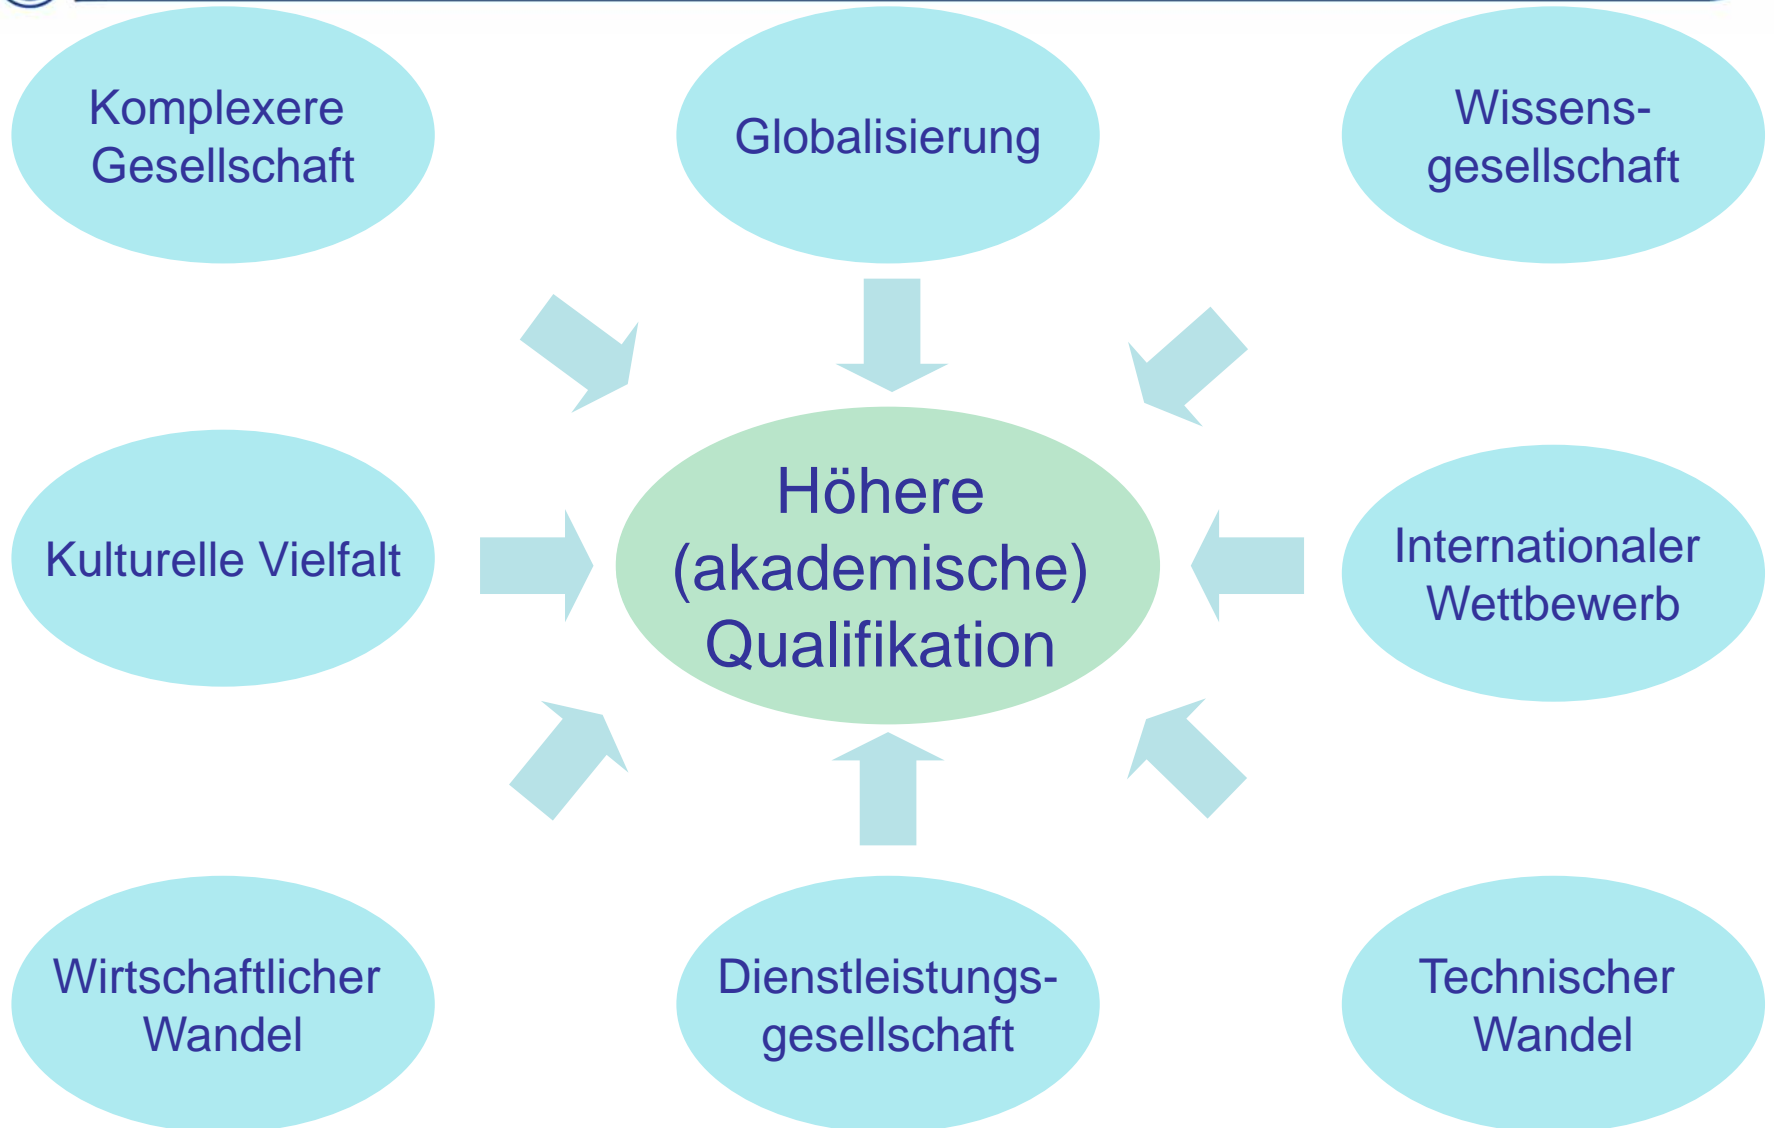 Komplexere
Gesellschaft
Globalisierung
Wissens-
gesellschaft
Kulturelle Vielfalt
Höhere
(akademische)
Qualifikation
Internationaler
Wettbewerb
Wirtschaftlicher
Wandel
Dienstleistungs-
gesellschaft
Technischer
Wandel